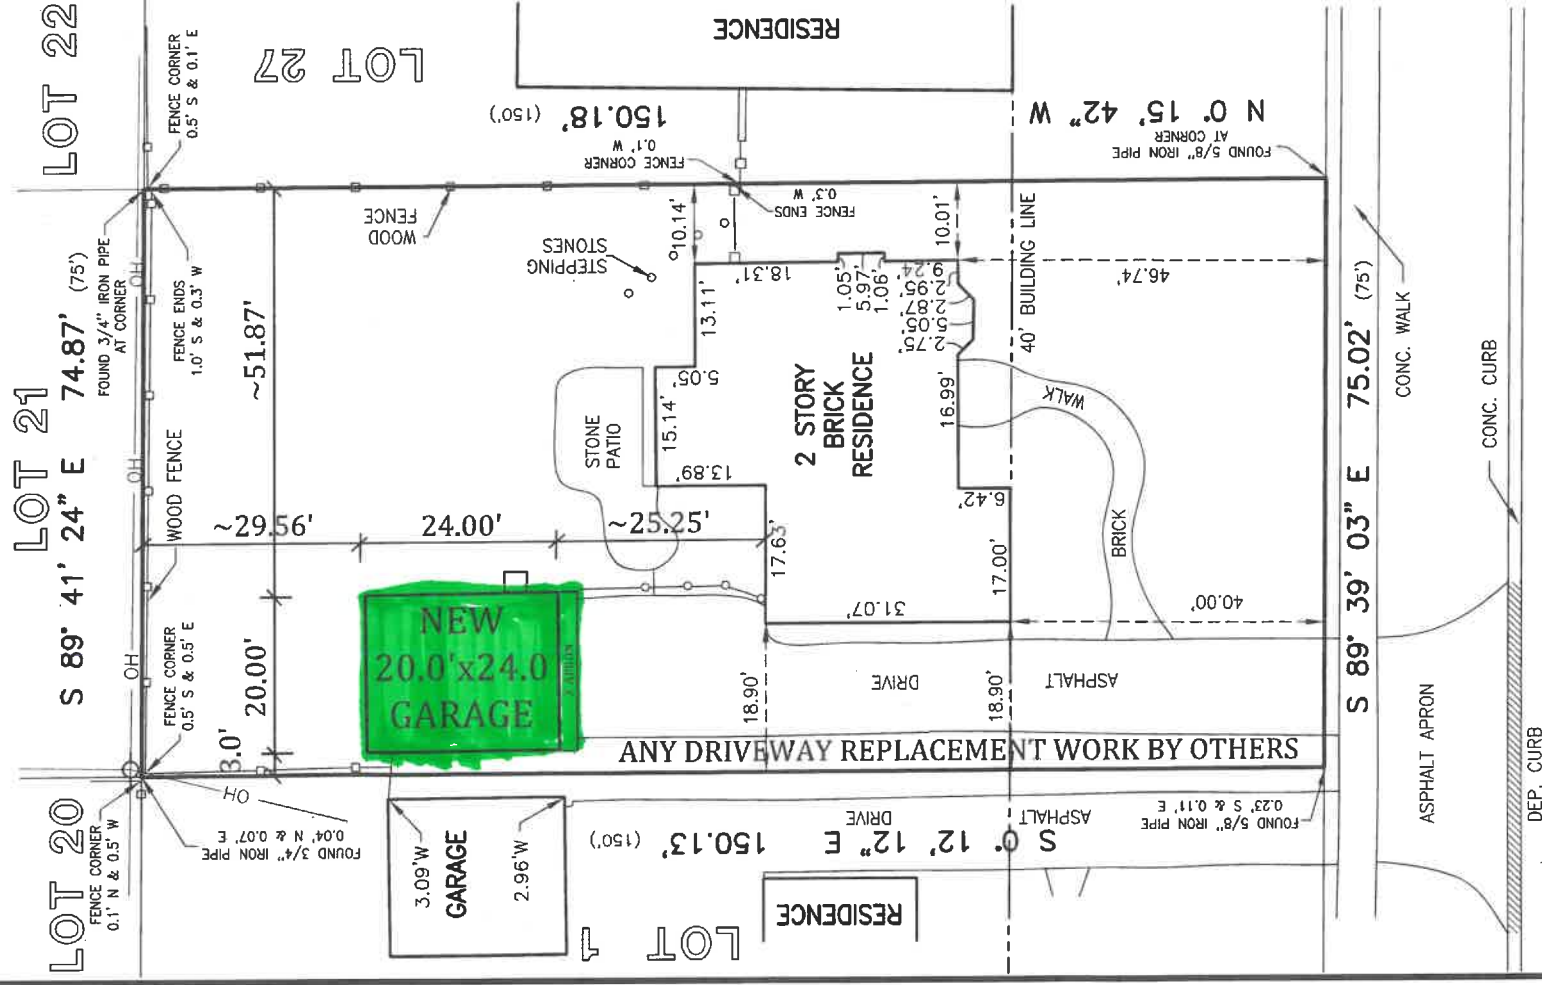 LOT 22
FENCE CORNER
0.5' S & 0.1' E
LOT 27
RESIDENCE
150.18' (150')
N 0° 15' 42" W
FOUND 5/8" IRON PIPE
AT CORNER
FENCE CORNER
0.1' W
FENCE ENDS
0.3' W
WOOD
FENCE
STEPPING
STONES
10.14'
10.01'
40' BUILDING LINE
LOT 21
S 89° 41' 24" E 74.87' (75')
FOUND 3/4" IRON PIPE
AT CORNER
OH
FENCE ENDS
1.0' S & 0.3' W
~51.87'
18.31'
13.11'
1.05'
5.97'
1.06'
9.24'
2.95'
2.87'
5.05'
2.75'
46.74'
5.05'
15.14'
13.89'
2 STORY
BRICK
RESIDENCE
16.99'
WALK
STONE
PATIO
OH
WOOD FENCE
~29.56'
24.00'
~25.25'
17.63'
6.42'
17.00'
BRICK
31.07'
40.00'
S 89° 39' 03" E 75.02' (75')
CONC. WALK
CONC. CURB
OH
FENCE CORNER
0.5' S & 0.5' E
20.00'
3.0'
NEW
20.0'x24.0
GARAGE
18.90'
DRIVE
18.90'
ASPHALT
ANY DRIVEWAY REPLACEMENT WORK BY OTHERS
ASPHALT APRON
DEP. CURB
LOT 20
FENCE CORNER
0.1' N & 0.5' W
OH
FOUND 3/4" IRON PIPE
0.04' N & 0.07' E
3.09'W
GARAGE
2.96'W
S 0° 12' 12" E 150.13' (150')
DRIVE
ASPHALT
FOUND 5/8" IRON PIPE
0.23' S & 0.11' E
RESIDENCE
LOT 1